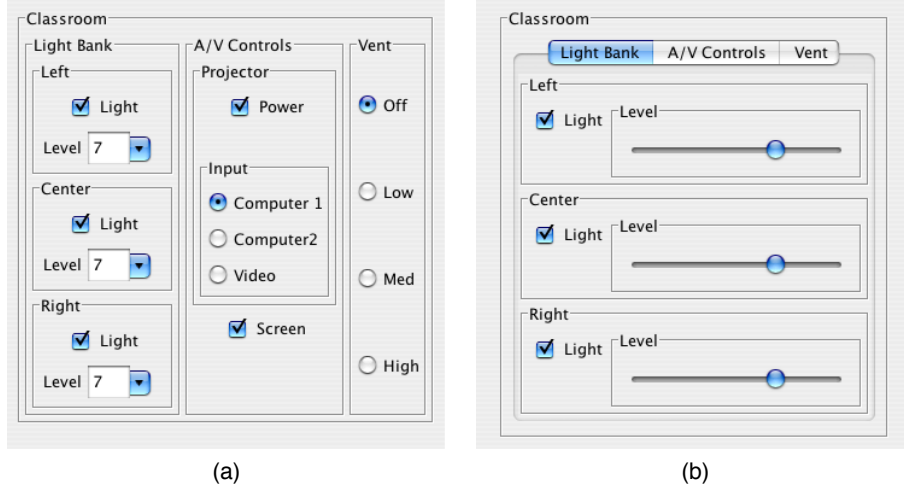 Classroom
Light Bank
Left
Light
Level 7
Center
Light
Level 7
Right
Light
Level 7
A/V Controls
Projector
Power
Input
Computer 1
Computer2
Video
Screen
Vent
Off
Low
Med
High
(a)
Classroom
Light Bank A/V Controls Vent
Left
Light
Level
Center
Light
Level
Right
Light
Level
(b)